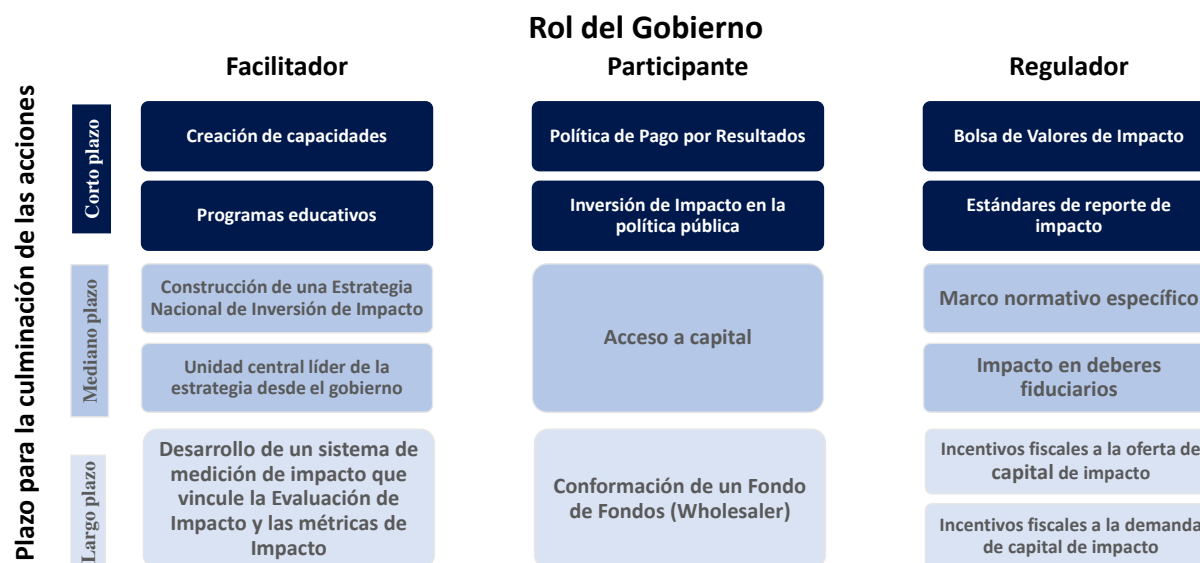 Rol del Gobierno
Facilitador
Participante
Regulador
Plazo para la culminación de las acciones
Corto plazo
Creación de capacidades
Política de Pago por Resultados
Bolsa de Valores de Impacto
Programas educativos
Inversión de Impacto en la
política pública
Estándares de reporte de
impacto
Mediano plazo
Construcción de una Estrategia
Nacional de Inversión de Impacto
Acceso a capital
Marco normativo específico
Unidad central líder de la
estrategia desde el gobierno
Impacto en deberes
fiduciarios
Largo plazo
Desarrollo de un sistema de
medición de impacto que
vincule la Evaluación de
Impacto y las métricas de
Impacto
Conformación de un Fondo
de Fondos (Wholesaler)
Incentivos fiscales a la oferta de
capital de impacto
Incentivos fiscales a la demanda
de capital de impacto